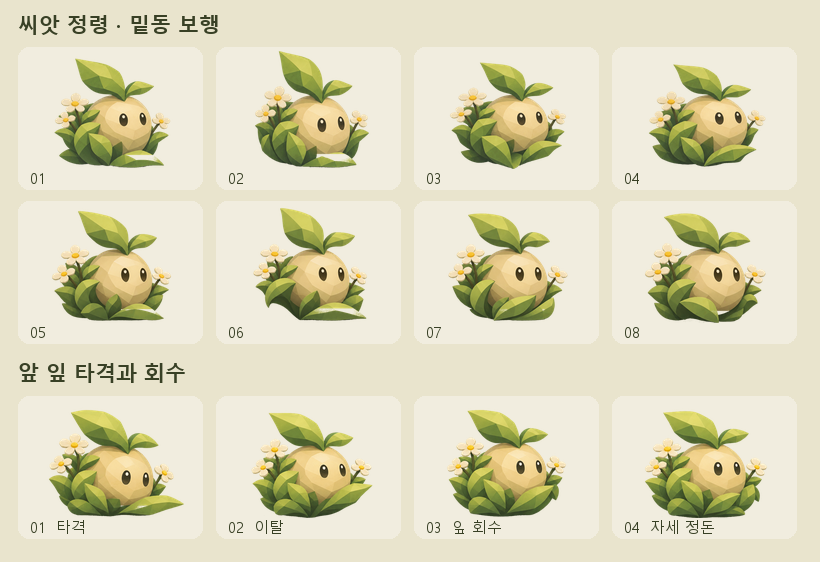 씨앗 정령 · 밑동 보행
01
02
03
04
05
06
07
08
앞 잎 타격과 회수
01 타격
02 이탈
03 잎 회수
04 자세 정돈